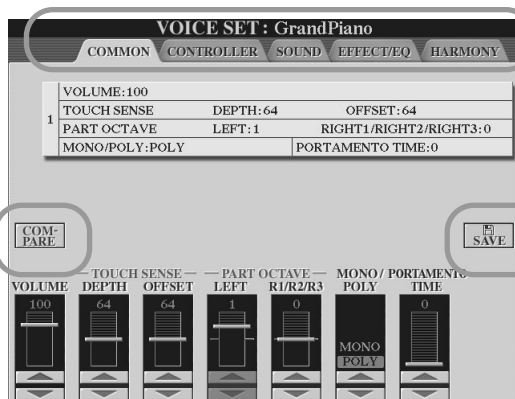 VOICE SET : GrandPiano
COMMON CONTROLLER SOUND EFFECT/EQ HARMONY
VOLUME:100
1
TOUCH SENSE DEPTH:64 OFFSET:64
PART OCTAVE LEFT:1 RIGHT1/RIGHT2/RIGHT3:0
MONO/POLY:POLY PORTAMENTO TIME:0
COM-
PARE
SAVE
TOUCH SENSE PART OCTAVE MONO/ PORTAMENTO
VOLUME DEPTH OFFSET LEFT R1/R2/R3 POLY TIME
100 64 64 1 0 0
MONO
POLY